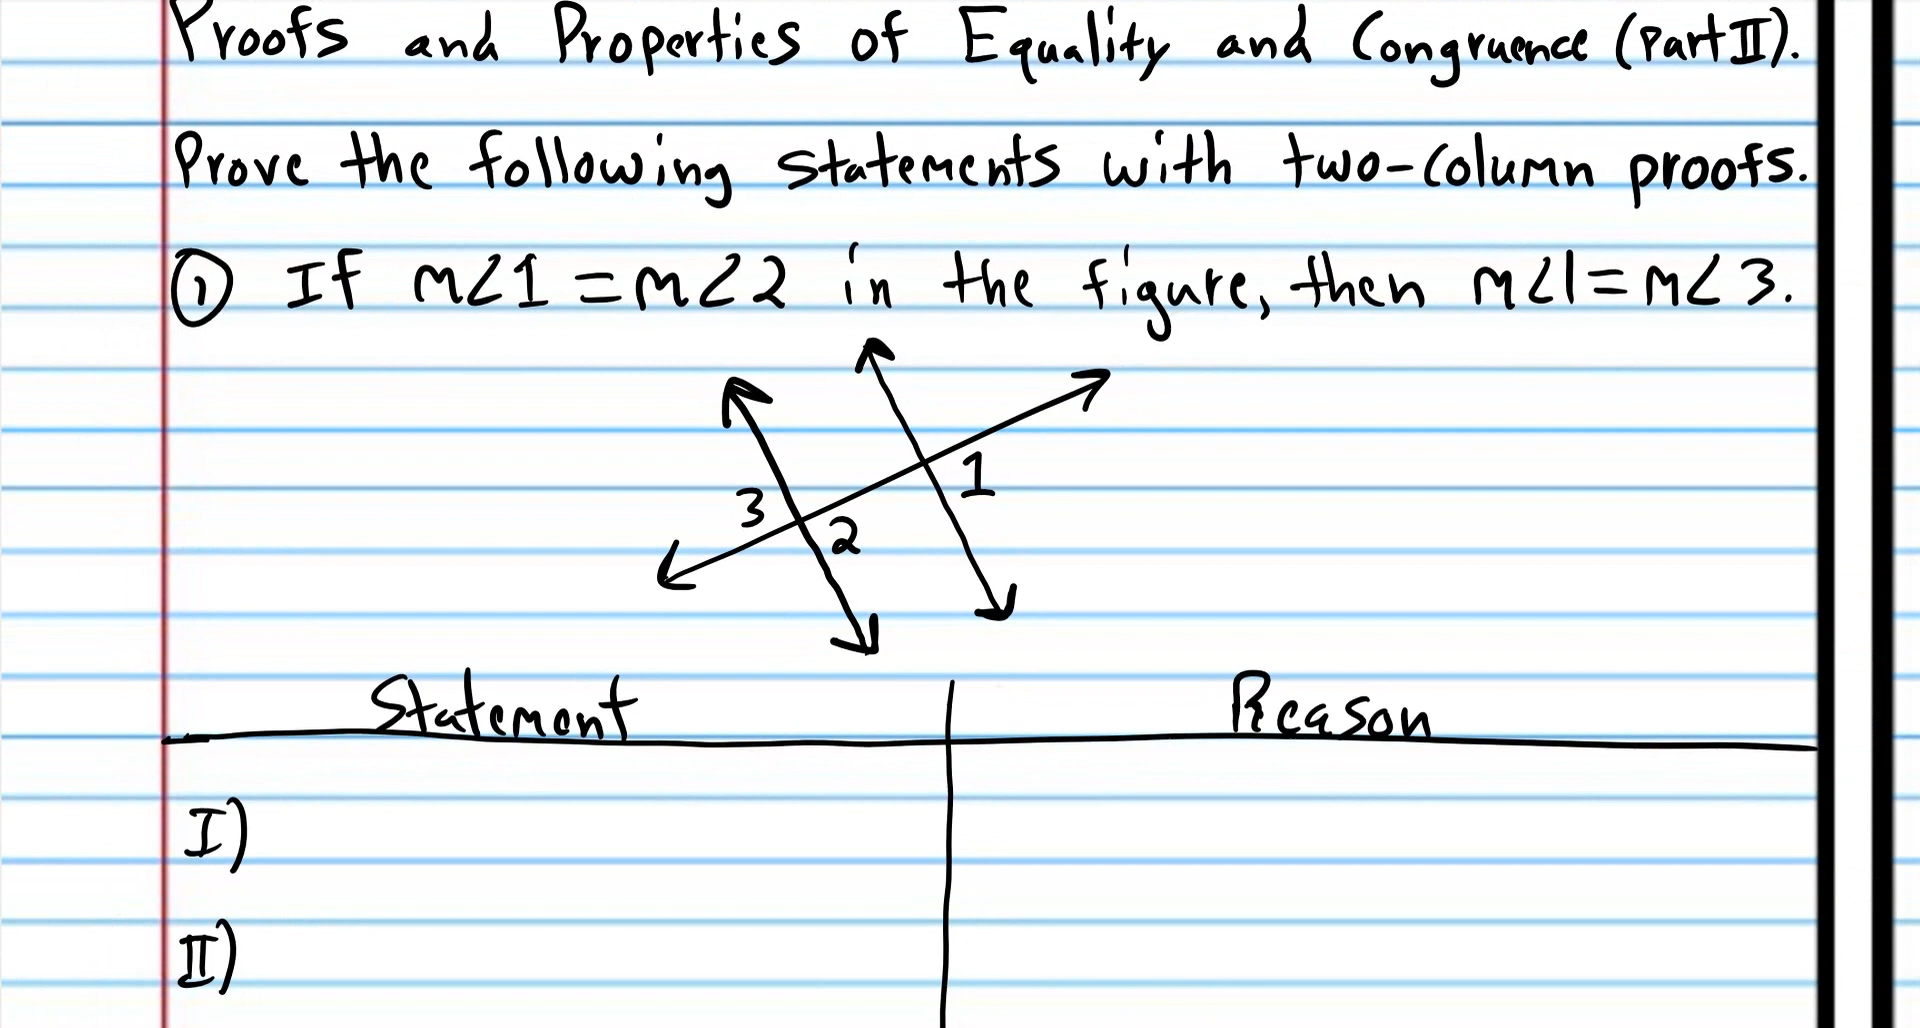 Proofs and Properties of Equality and Congruence (Part II).
Prove the following statements with two-column proofs.
① If m∠1 = m∠2 in the figure, then m∠1 = m∠3.
3 2 1
Statement Reason
I)
II)